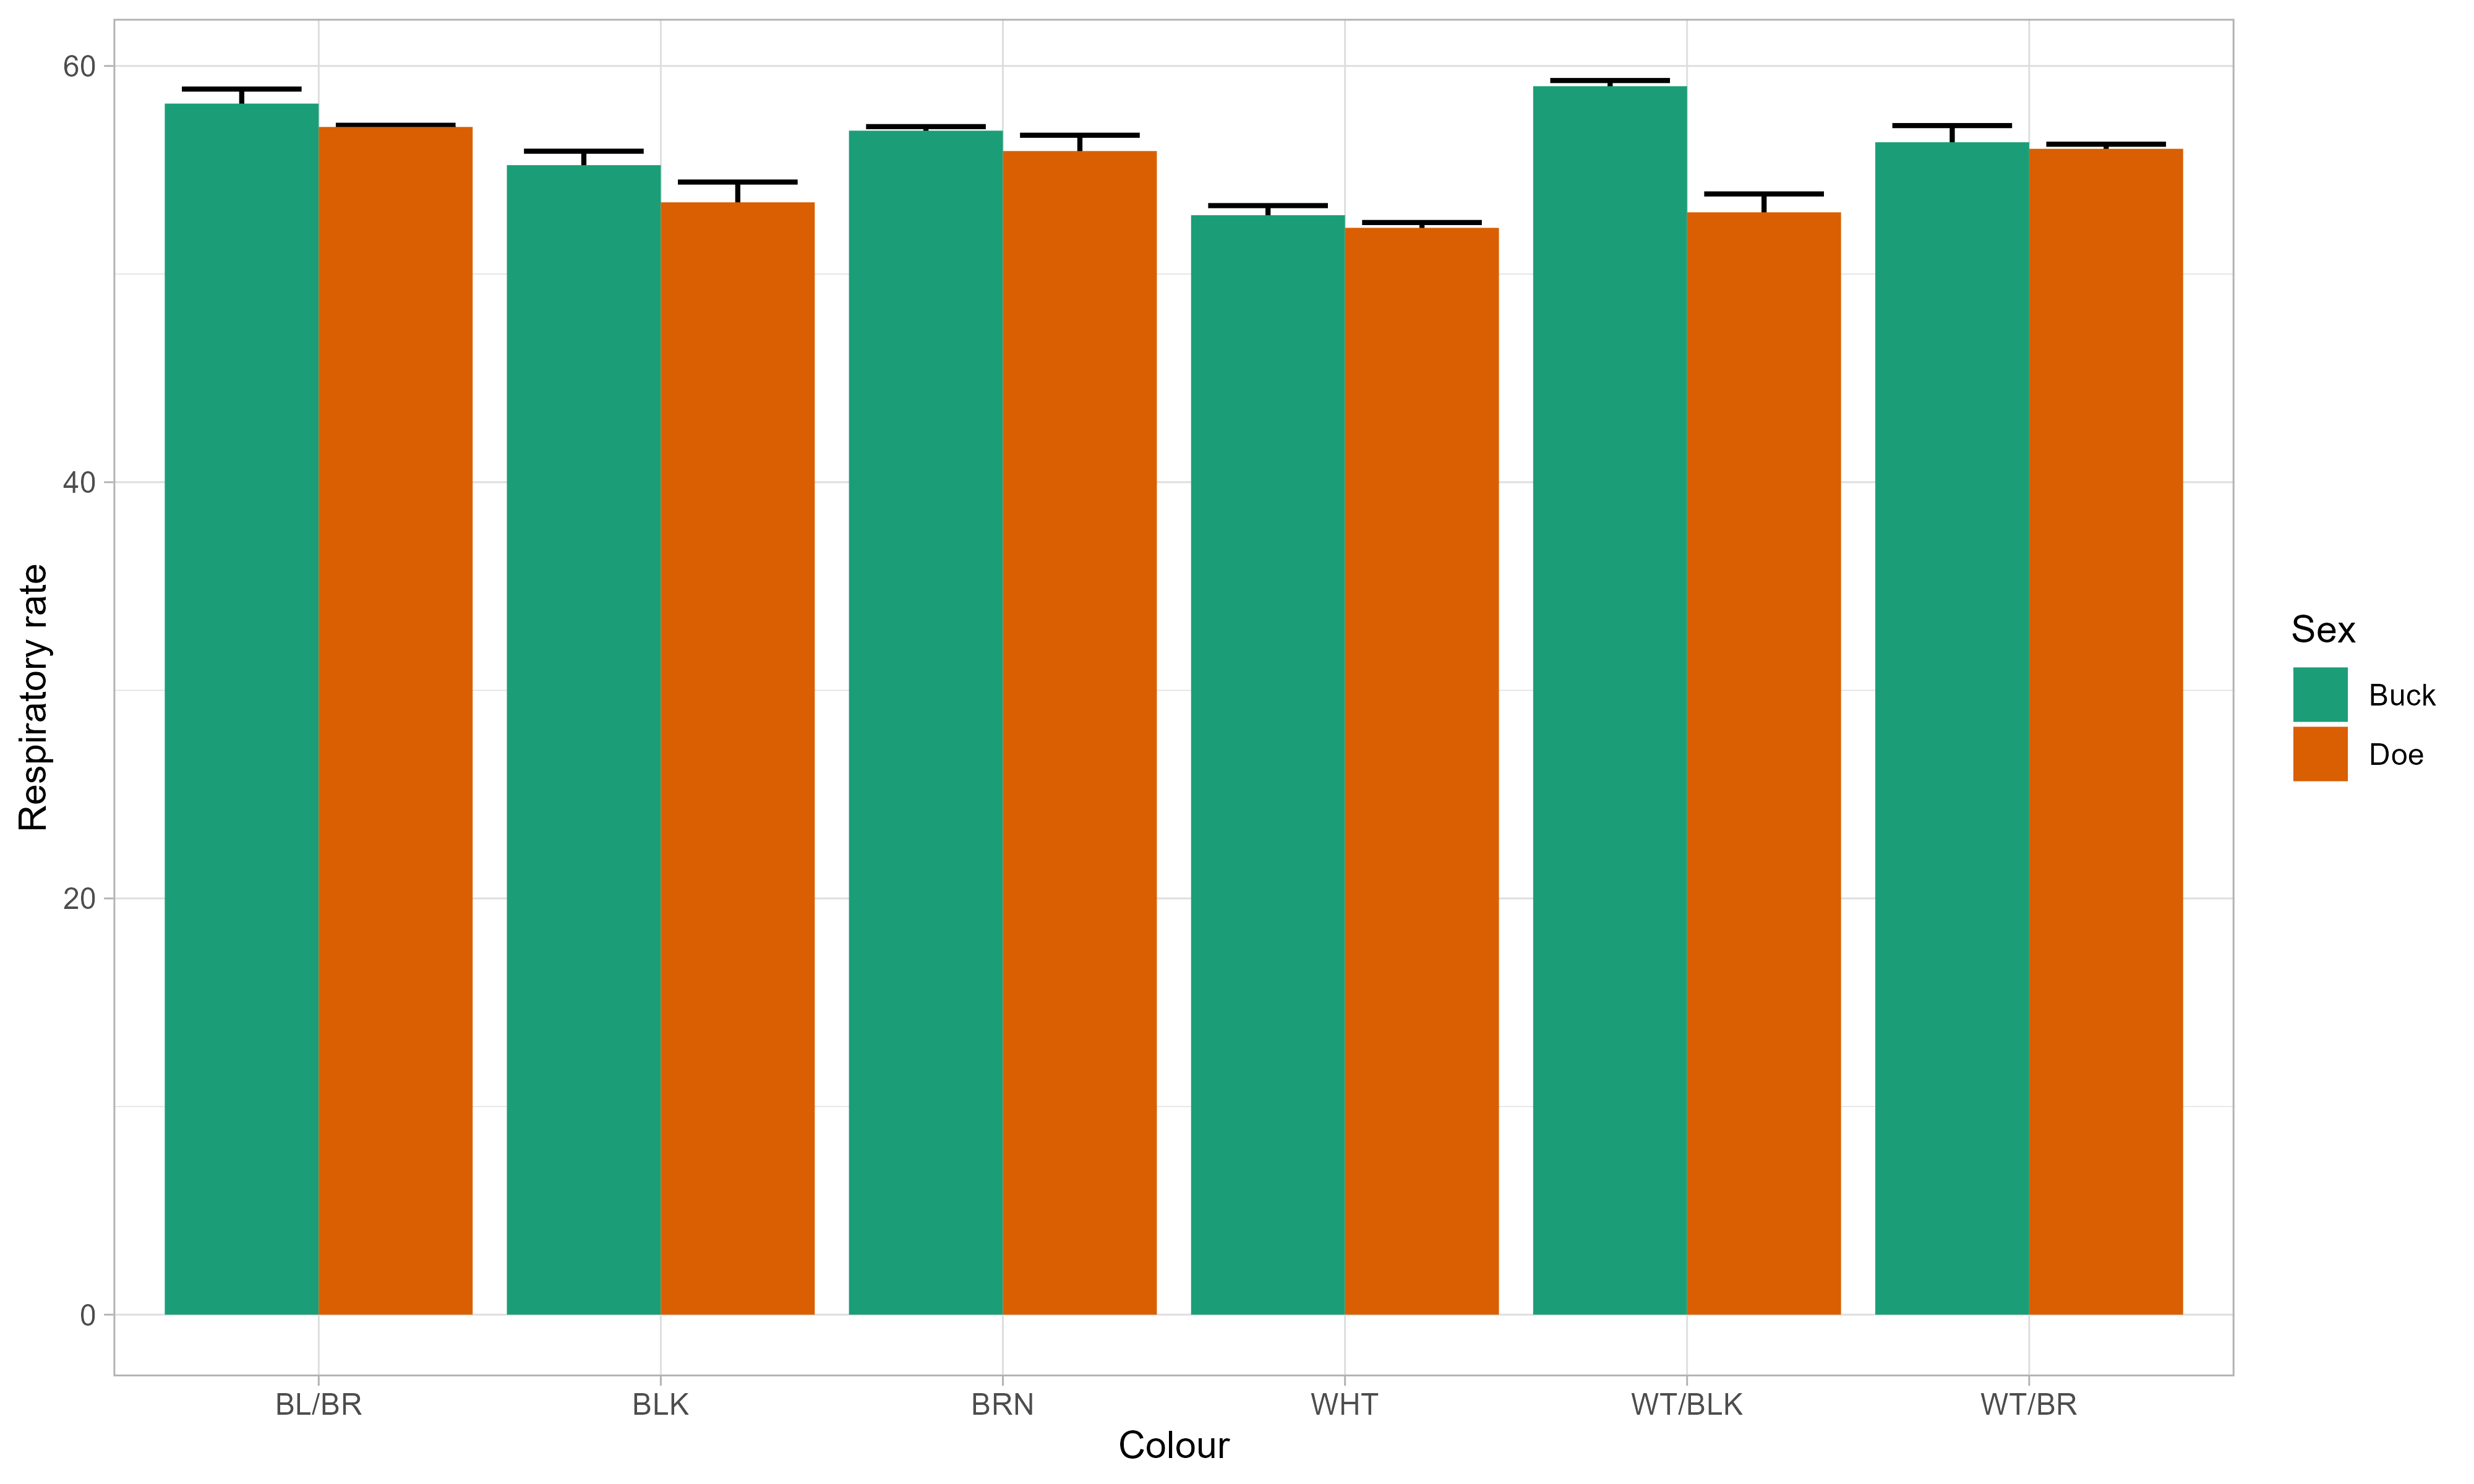 60
40
20
0
Respiratory rate
BL/BR BLK BRN WHT WT/BLK WT/BR
Colour
Sex
Buck
Doe